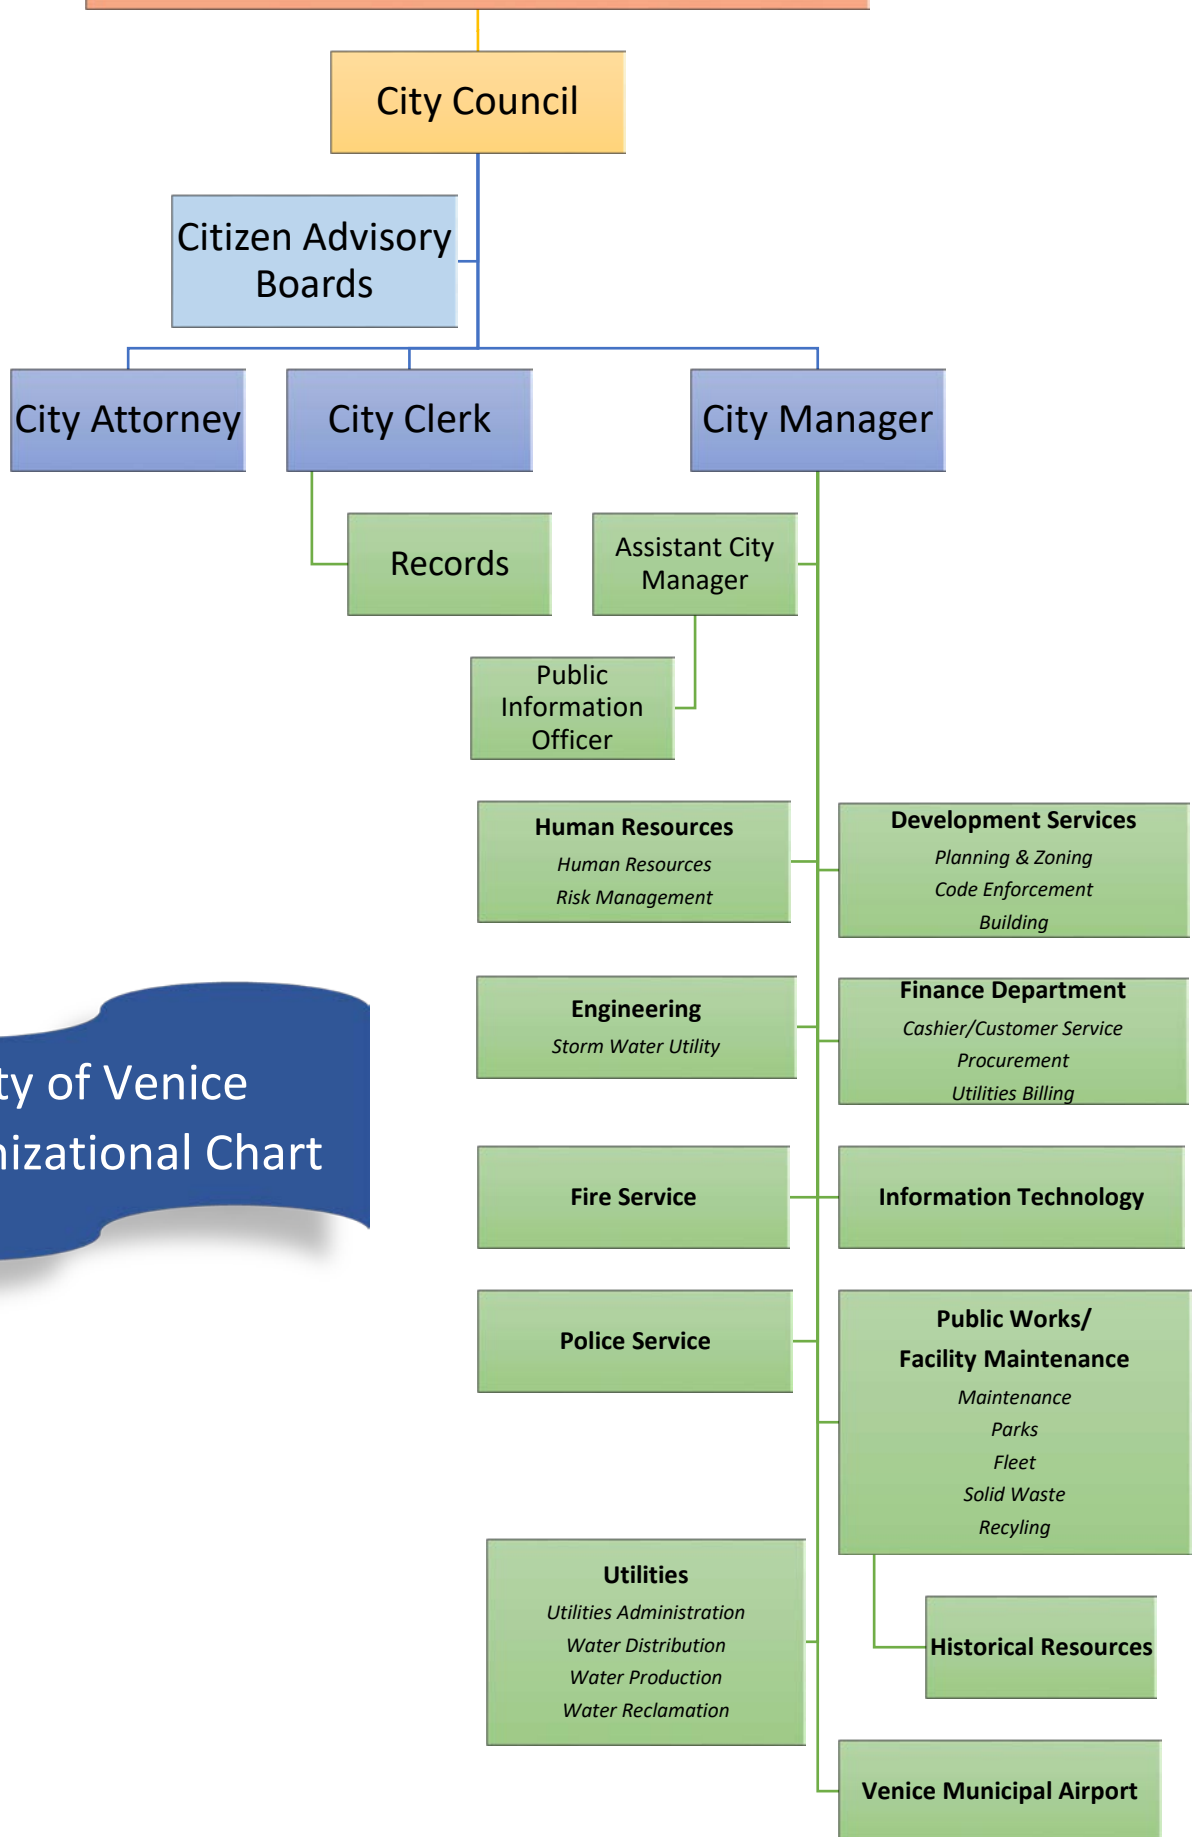 City Council
Citizen Advisory
Boards
City Attorney
City Clerk
City Manager
Records
Assistant City
Manager
Public
Information
Officer
Human Resources
Human Resources
Risk Management
Development Services
Planning & Zoning
Code Enforcement
Building
Engineering
Storm Water Utility
Finance Department
Cashier/Customer Service
Procurement
Utilities Billing
ty of Venice
nizational Chart
Fire Service
Information Technology
Police Service
Public Works/
Facility Maintenance
Maintenance
Parks
Fleet
Solid Waste
Recyling
Utilities
Utilities Administration
Water Distribution
Water Production
Water Reclamation
Historical Resources
Venice Municipal Airport